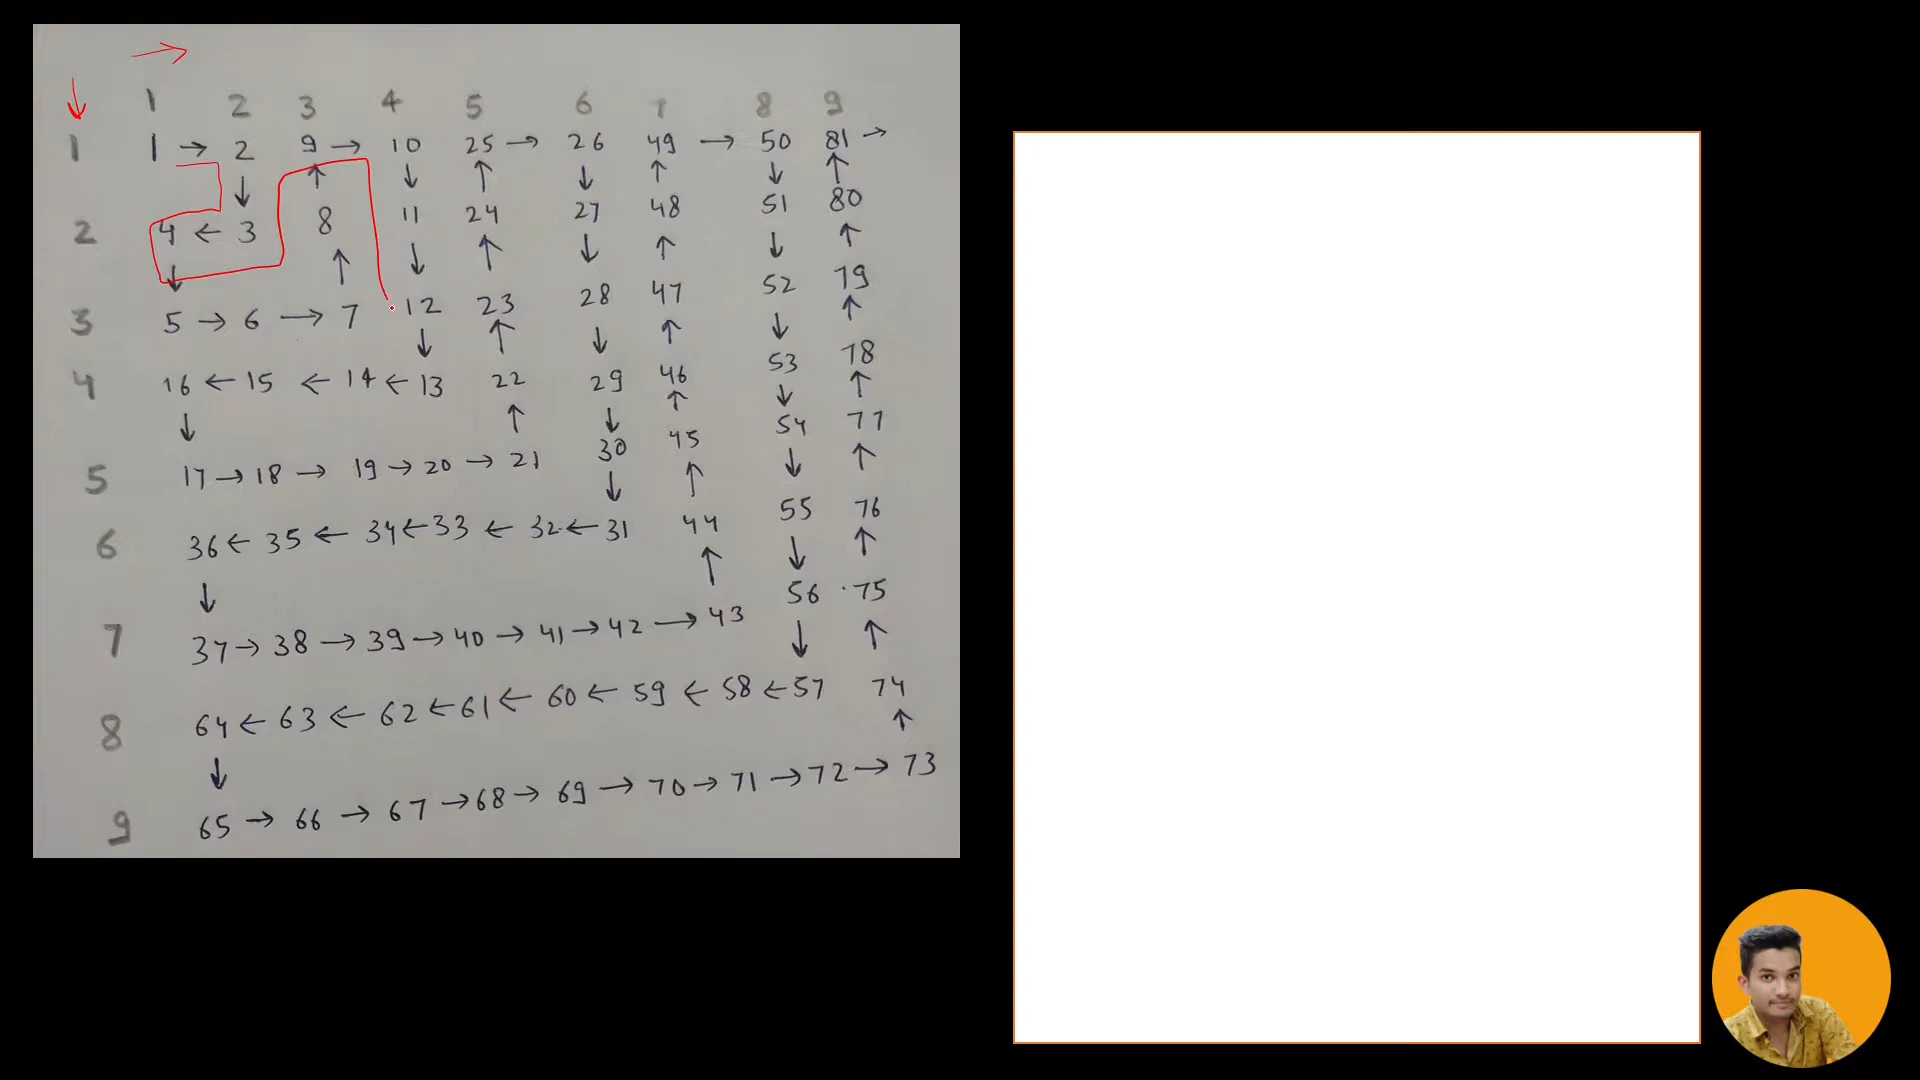 1 2 3 4 5 6 7 8 9
1 1 → 2 9 → 10 25 → 26 49 → 50 81 →
↓ ↑ ↓ ↑ ↓ ↑ ↓ ↑
2 4 ← 3 8 11 24 27 48 51 80
↓ ↑ ↓ ↑ ↓ ↑ ↓ ↑
3 5 → 6 → 7 12 23 28 47 52 79
↓ ↑ ↓ ↑ ↓ ↑
4 16 ← 15 ← 14 ← 13 22 29 46 53 78
↓ ↑ ↓ ↑ ↓ ↑
5 17 → 18 → 19 → 20 → 21 30 45 54 77
↓ ↑ ↓ ↑
6 36 ← 35 ← 34 ← 33 ← 32 ← 31 44 55 76
↓ ↑ ↓ ↑
7 37 → 38 → 39 → 40 → 41 → 42 → 43 56 75
↓ ↑
8 64 ← 63 ← 62 ← 61 ← 60 ← 59 ← 58 ← 57 74
↓ ↑
9 65 → 66 → 67 → 68 → 69 → 70 → 71 → 72 → 73